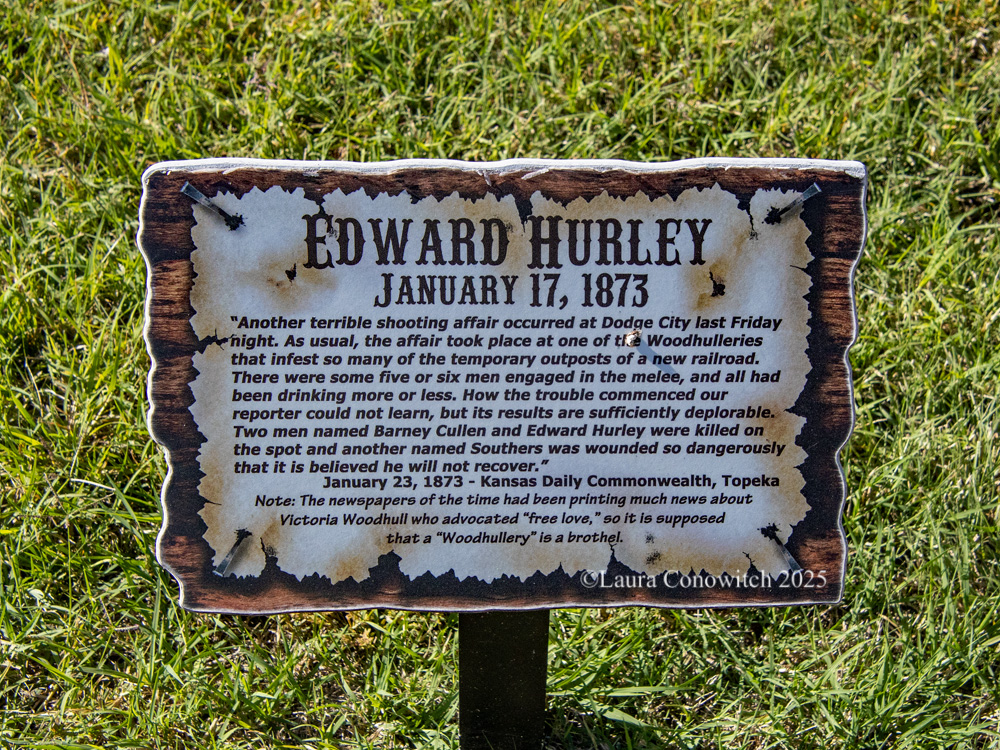 Edward Hurley
January 17, 1873
"Another terrible shooting affair occurred at Dodge City last Friday
night. As usual, the affair took place at one of the Woodhulleries
that infest so many of the temporary outposts of a new railroad.
There were some five or six men engaged in the melee, and all had
been drinking more or less. How the trouble commenced our
reporter could not learn, but its results are sufficiently deplorable.
Two men named Barney Cullen and Edward Hurley were killed on
the spot and another named Southers was wounded so dangerously
that it is believed he will not recover."
January 23, 1873 - Kansas Daily Commonwealth, Topeka
Note: The newspapers of the time had been printing much news about
Victoria Woodhull who advocated "free love," so it is supposed
that a "Woodhullery" is a brothel.
©Laura Conowitch 2025